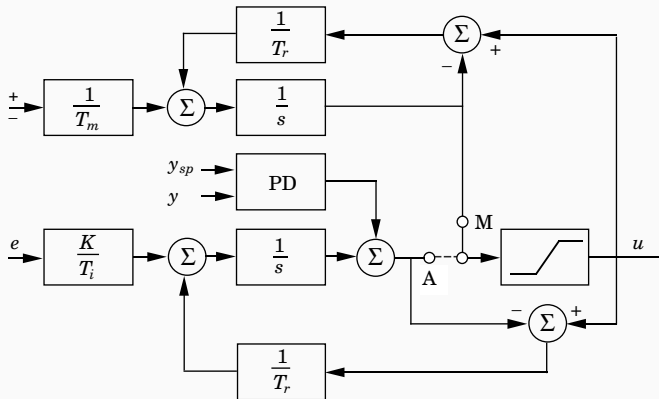 1
T_r
Σ
+
−
+
−
1
T_m
Σ
1
s
y_sp
y
PD
M
e
K
T_i
Σ
1
s
Σ
A
u
−
Σ
+
1
T_r